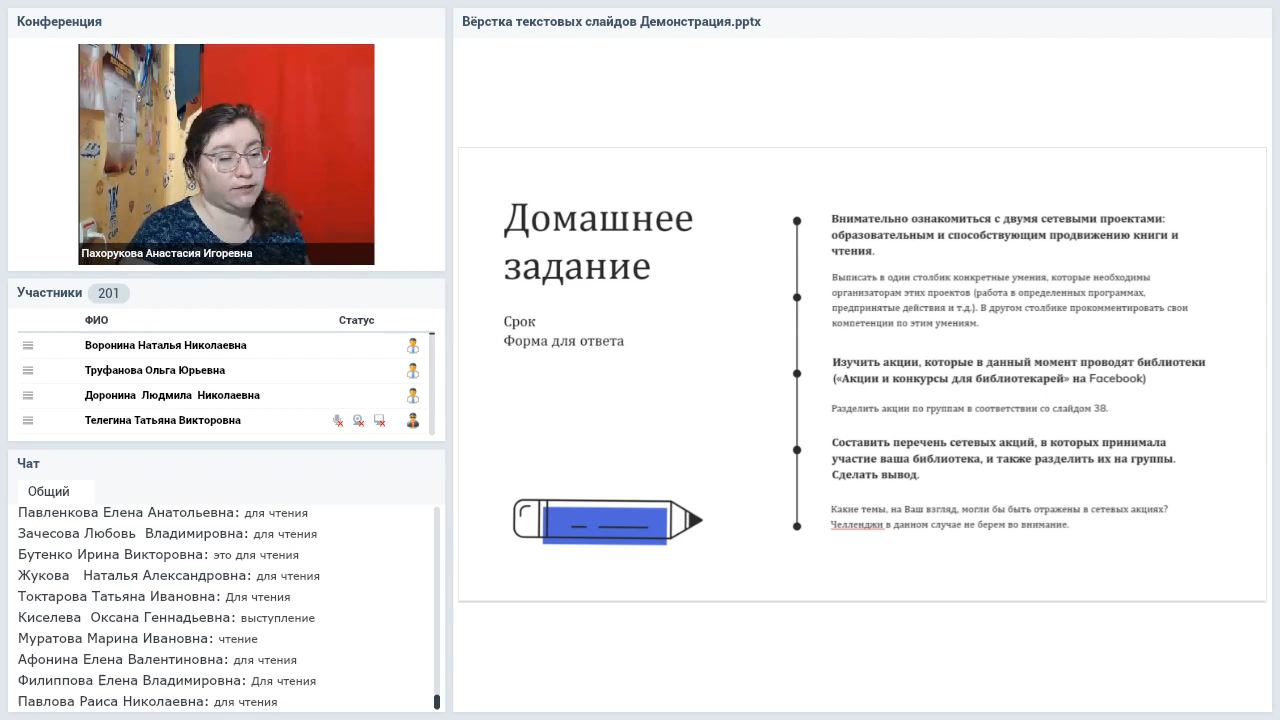 Конференция
Пахорукова Анастасия Игоревна
Участники 201
ФИО Статус
Воронина Наталья Николаевна
Труфанова Ольга Юрьевна
Доронина Людмила Николаевна
Телегина Татьяна Викторовна
Чат
Общий
Павленкова Елена Анатольевна: для чтения
Зачесова Любовь Владимировна: для чтения
Бутенко Ирина Викторовна: это для чтения
Жукова Наталья Александровна: для чтения
Токтарова Татьяна Ивановна: Для чтения
Киселева Оксана Геннадьевна: выступление
Муратова Марина Ивановна: чтение
Афонина Елена Валентиновна: для чтения
Филиппова Елена Владимировна: Для чтения
Павлова Раиса Николаевна: для чтения
Вёрстка текстовых слайдов Демонстрация.pptx
Домашнее
задание
Срок
Форма для ответа
Внимательно ознакомиться с двумя сетевыми проектами:
образовательным и способствующим продвижению книги и
чтения.
Выписать в один столбик конкретные умения, которые необходимы
организаторам этих проектов (работа в определенных программах,
предпринятые действия и т.д.). В другом столбике прокомментировать свои
компетенции по этим умениям.
Изучить акции, которые в данный момент проводят библиотеки
(«Акции и конкурсы для библиотекарей» на Facebook)
Разделить акции по группам в соответствии со слайдом 38.
Составить перечень сетевых акций, в которых принимала
участие ваша библиотека, и также разделить их на группы.
Сделать вывод.
Какие темы, на Ваш взгляд, могли бы быть отражены в сетевых акциях?
Челленджи в данном случае не берем во внимание.